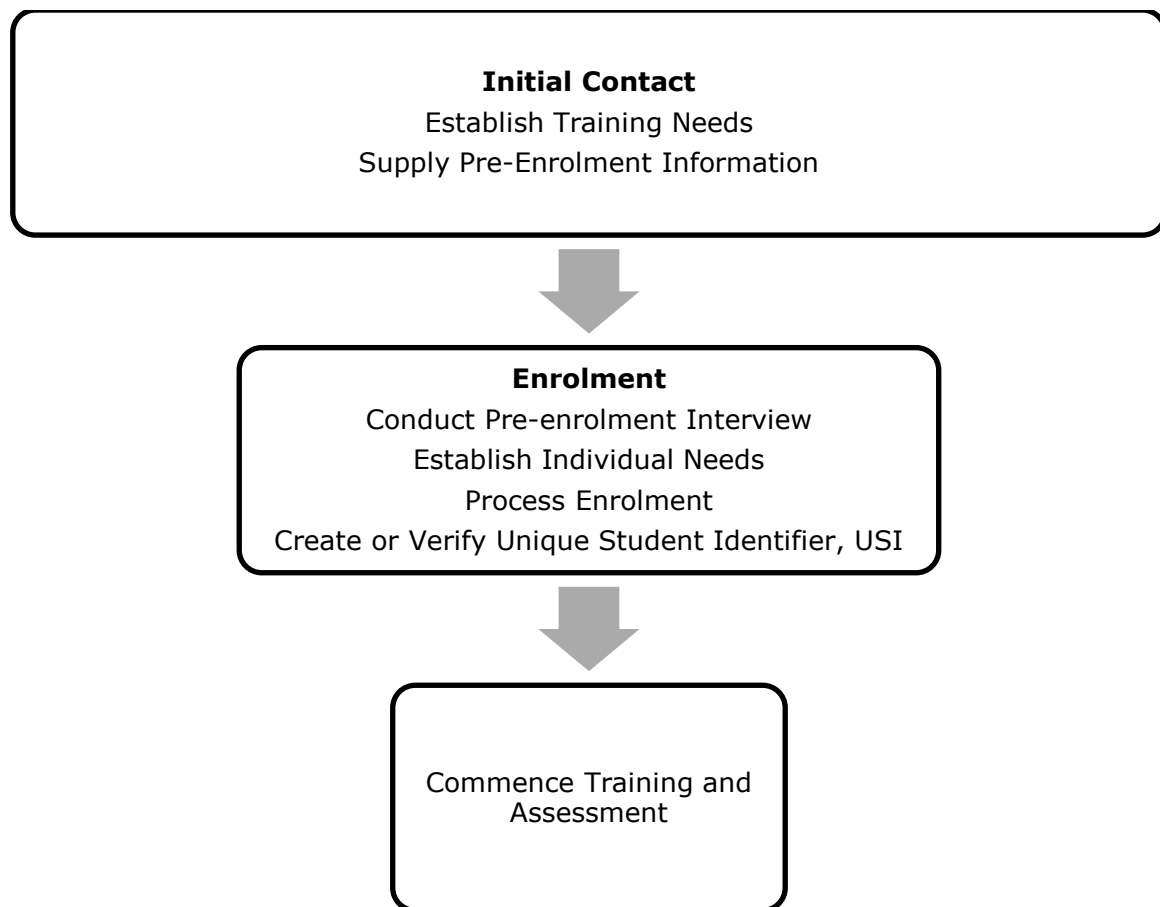 Initial Contact
Establish Training Needs
Supply Pre-Enrolment Information
Enrolment
Conduct Pre-enrolment Interview
Establish Individual Needs
Process Enrolment
Create or Verify Unique Student Identifier, USI
Commence Training and
Assessment